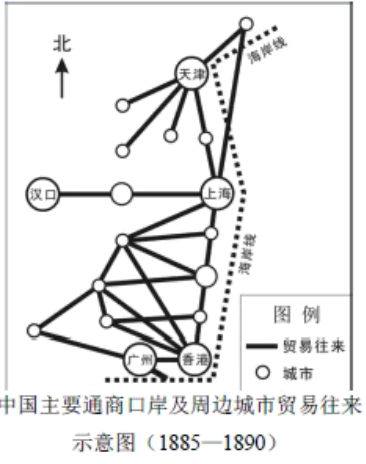 北
海岸线
天津
汉口
上海
海岸线
图 例
贸易往来
城市
广州
香港
中国主要通商口岸及周边城市贸易往来
示意图（1885—1890）